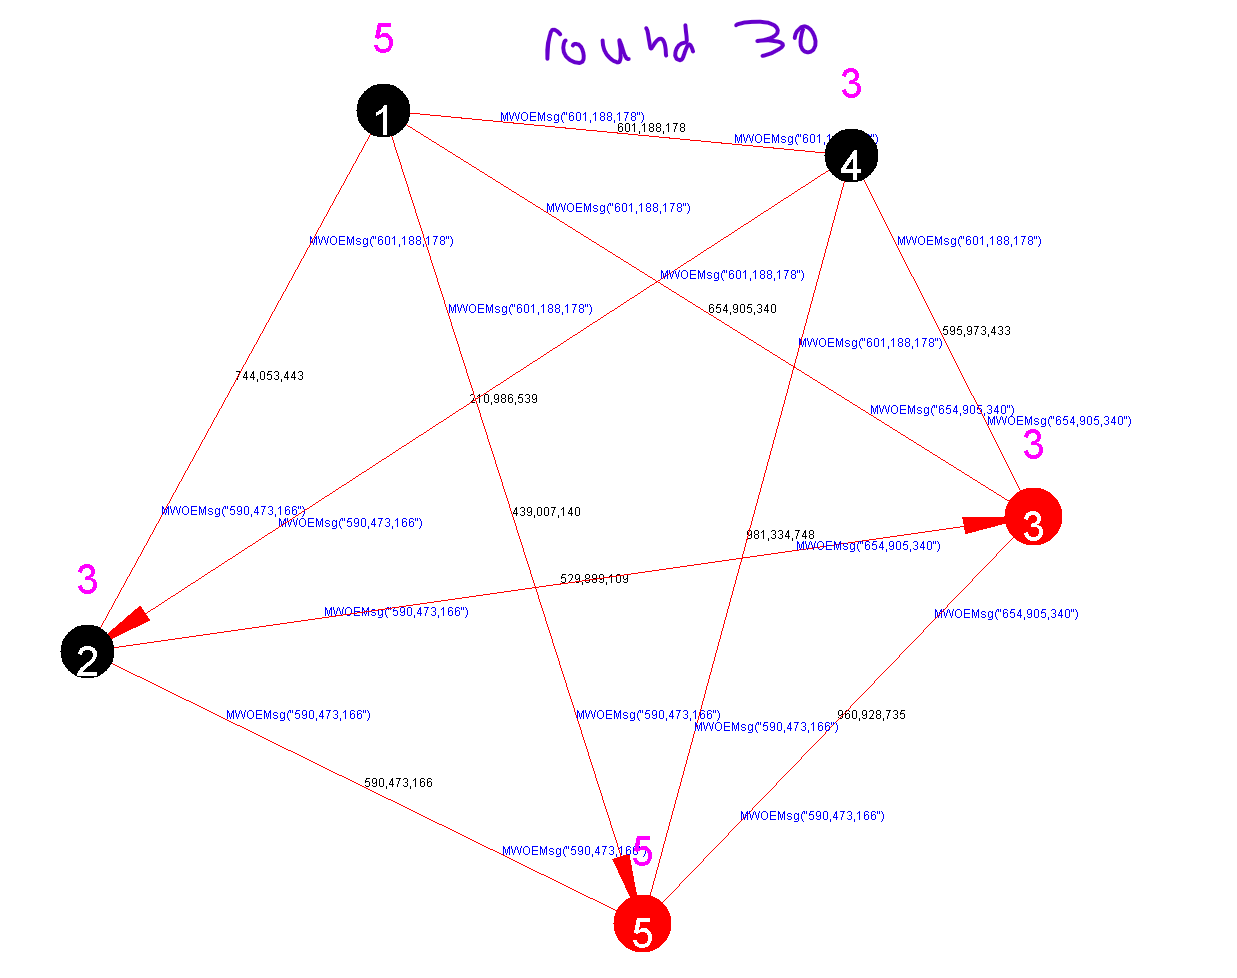 5
round 30
3
1
MWOEMsg("601,188,178")
601,188,178
MWOEMsg("601,188,178")
4
MWOEMsg("601,188,178")
MWOEMsg("601,188,178")
MWOEMsg("601,188,178")
MWOEMsg("601,188,178")
MWOEMsg("601,188,178")
654,905,340
595,973,433
MWOEMsg("601,188,178")
744,053,443
210,986,539
MWOEMsg("654,905,340")
MWOEMsg("654,905,340")
3
MWOEMsg("590,473,166")
439,007,140
MWOEMsg("590,473,166")
3
981,334,748
MWOEMsg("654,905,340")
3
529,889,109
MWOEMsg("590,473,166")
MWOEMsg("654,905,340")
2
MWOEMsg("590,473,166")
MWOEMsg("590,473,166")
MWOEMsg("590,473,166")
960,928,735
590,473,166
MWOEMsg("590,473,166")
MWOEMsg("590,473,166")
5
5